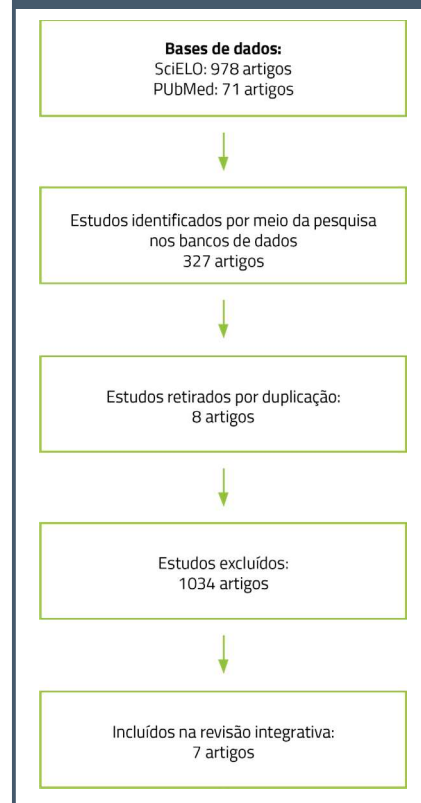 Bases de dados:
SciELO: 978 artigos
PUbMed: 71 artigos
Estudos identificados por meio da pesquisa
nos bancos de dados
327 artigos
Estudos retirados por duplicação:
8 artigos
Estudos excluídos:
1034 artigos
Incluídos na revisão integrativa:
7 artigos